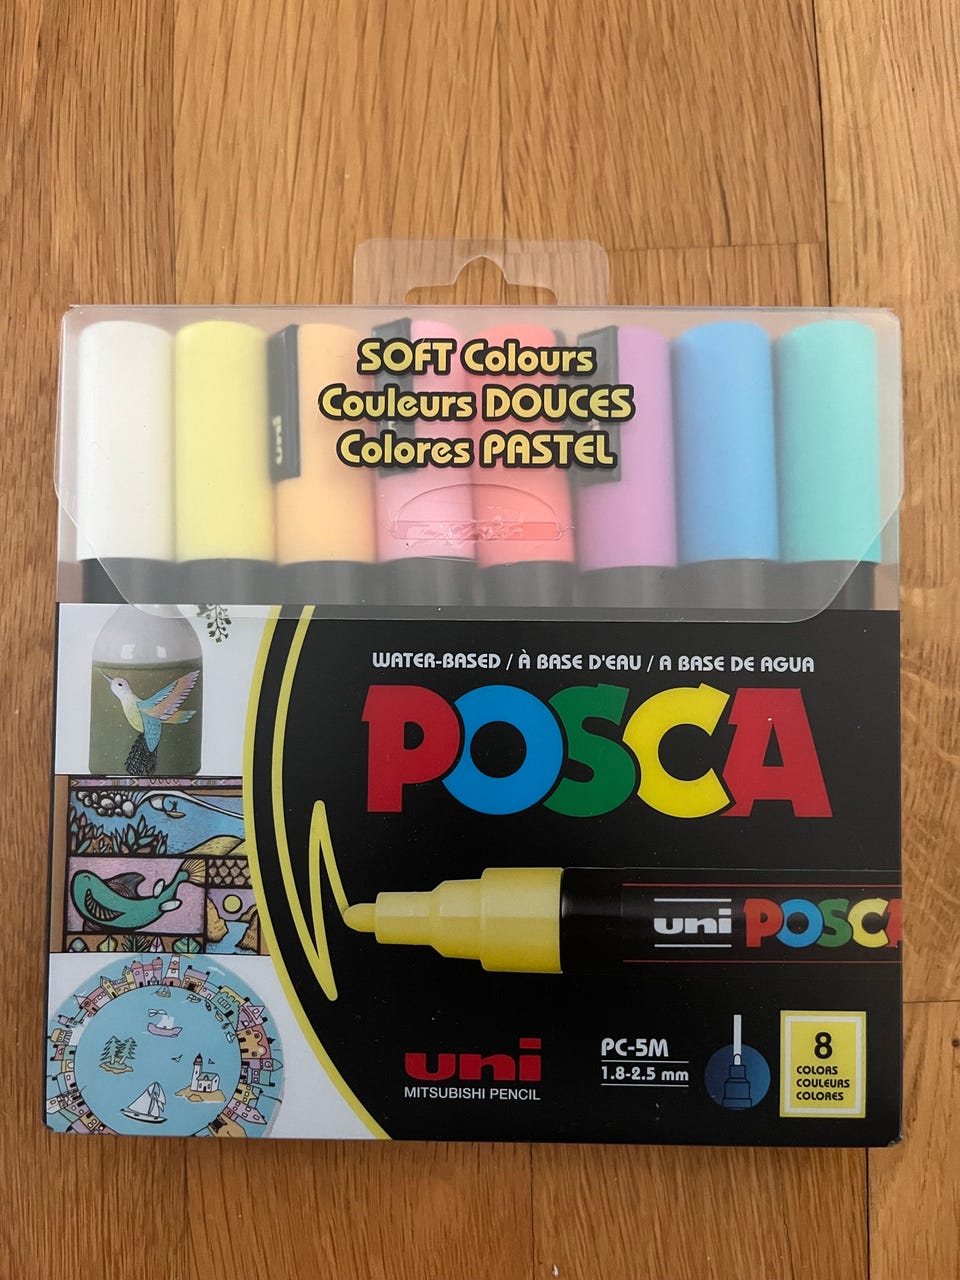 SOFT Colours
Couleurs DOUCES
Colores PASTEL
uni
WATER-BASED / À BASE D'EAU / A BASE DE AGUA
POSCA
uni POSCA
uni
MITSUBISHI PENCIL
PC-5M
1.8-2.5 mm
8
COLORS
COULEURS
COLORES